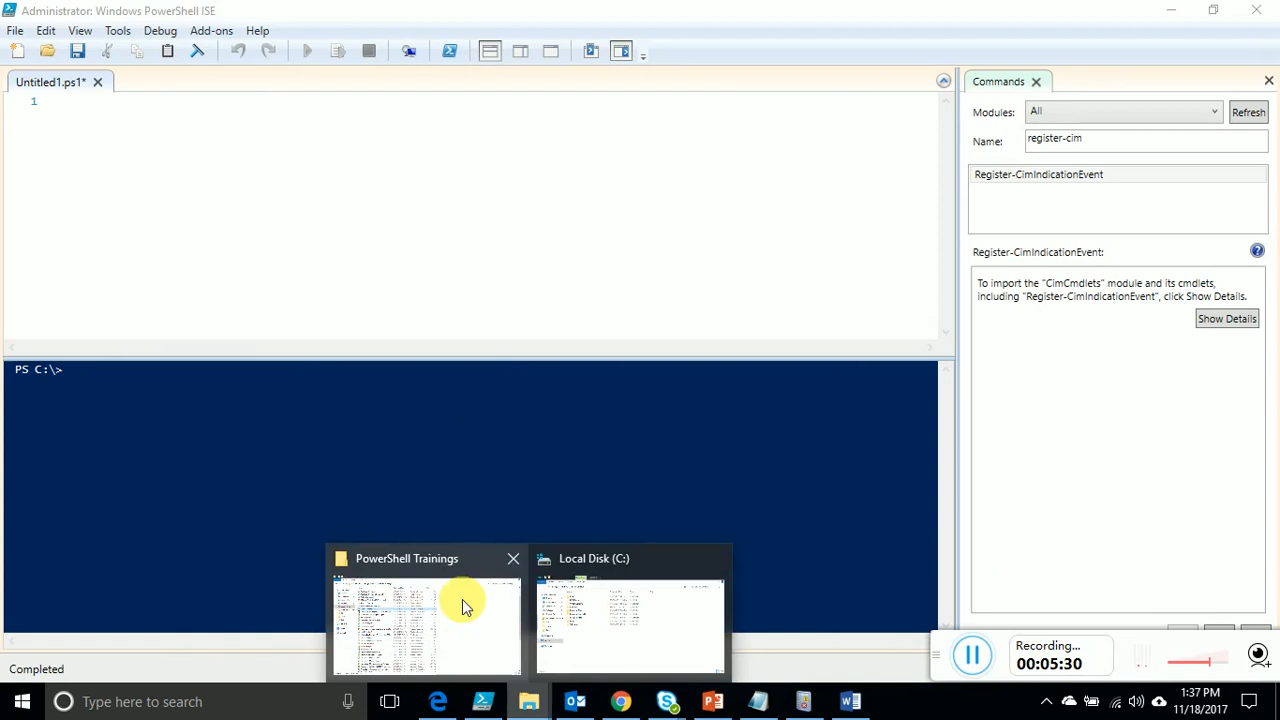 Administrator: Windows PowerShell ISE
File Edit View Tools Debug Add-ons Help
Untitled1.ps1*
1
Commands
Modules: All Refresh
Name: register-cim
Register-CimIndicationEvent
Register-CimIndicationEvent:
To import the "CimCmdlets" module and its cmdlets,
including "Register-CimIndicationEvent", click Show Details.
Show Details
PS C:\>
PowerShell Trainings
Local Disk (C:)
Recording...
00:05:30
Completed
Type here to search
1:37 PM
11/18/2017